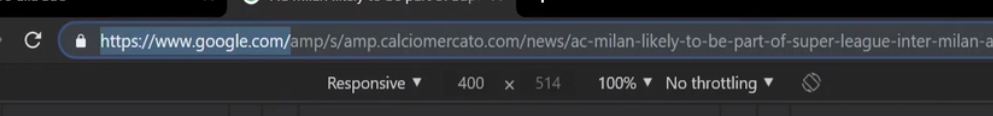 https://www.google.com/amp/s/amp.calciomercato.com/news/ac-milan-likely-to-be-part-of-super-league-inter-milan-a
Responsive ▼ 400 × 514 100% ▼ No throttling ▼